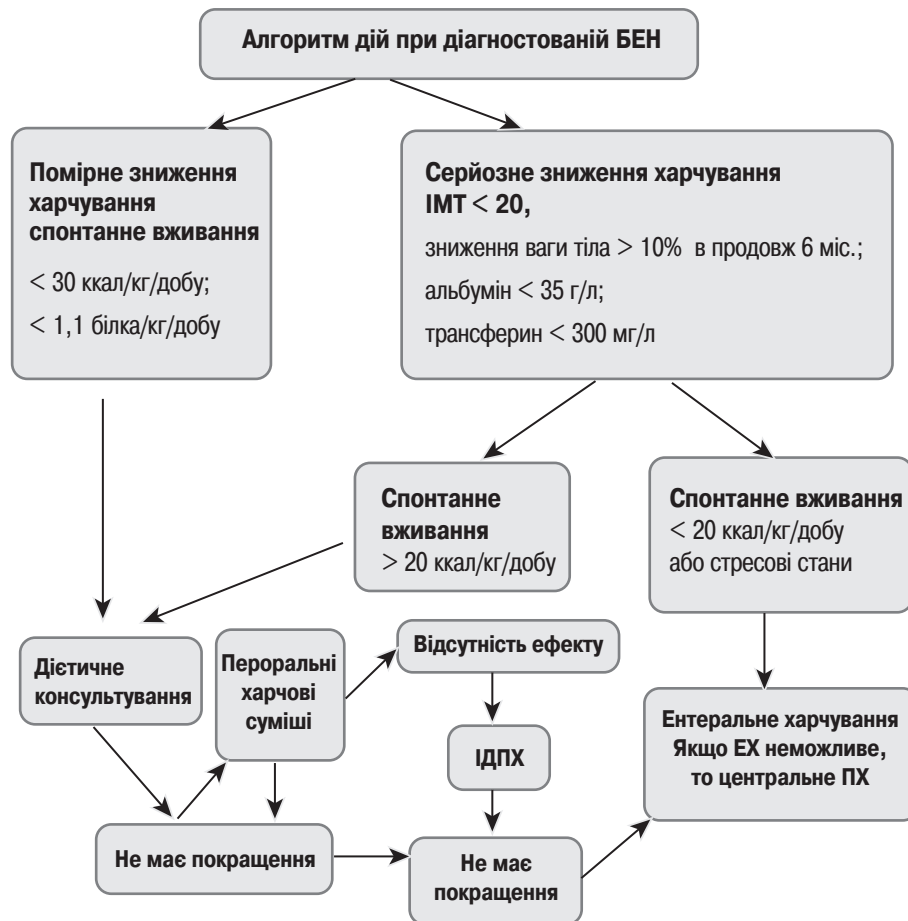 Алгоритм дій при діагностованій БЕН
Помірне зниження
харчування
спонтанне вживання
< 30 ккал/кг/добу;
< 1,1 білка/кг/добу
Серйозне зниження харчування
ІМТ < 20,
зниження ваги тіла > 10% в продовж 6 міс.;
альбумін < 35 г/л;
трансферин < 300 мг/л
Спонтанне
вживання
> 20 ккал/кг/добу
Спонтанне вживання
< 20 ккал/кг/добу
або стресові стани
Дієтичне
консультування
Пероральні
харчові
суміші
Відсутність ефекту
ІДПХ
Ентеральне харчування
Якщо ЕХ неможливе,
то центральне ПХ
Не має покращення
Не має
покращення